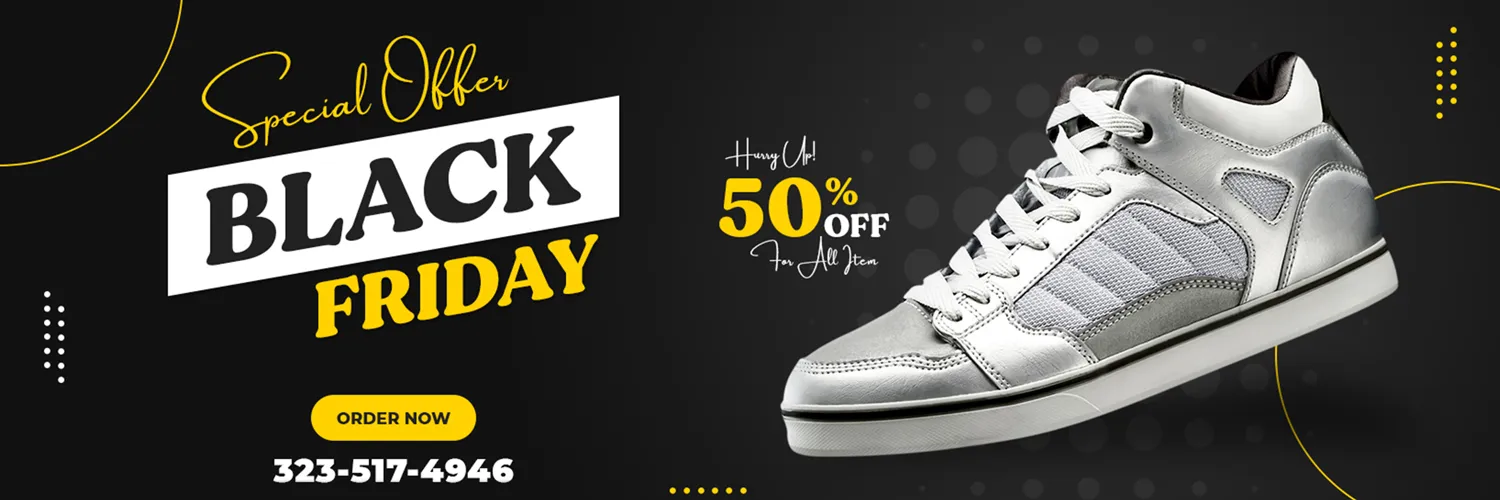 Special Offer
BLACK
FRIDAY
ORDER NOW
323-517-4946
Hurry Up!
50%
OFF
For All Item